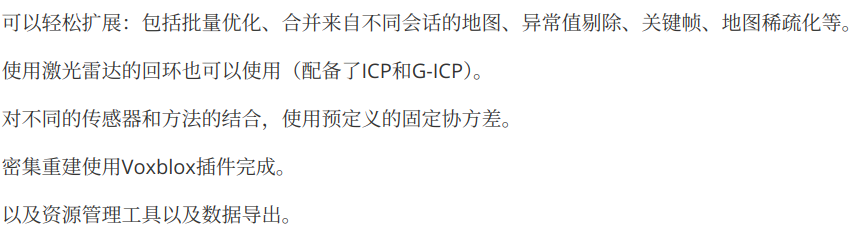 可以轻松扩展：包括批量优化、合并来自不同会话的地图、异常值剔除、关键帧、地图稀疏化等。
使用激光雷达的回环也可以使用（配备了ICP和G-ICP）。
对不同的传感器和方法的结合，使用预定义的固定协方差。
密集重建使用Voxblox插件完成。
以及资源管理工具以及数据导出。